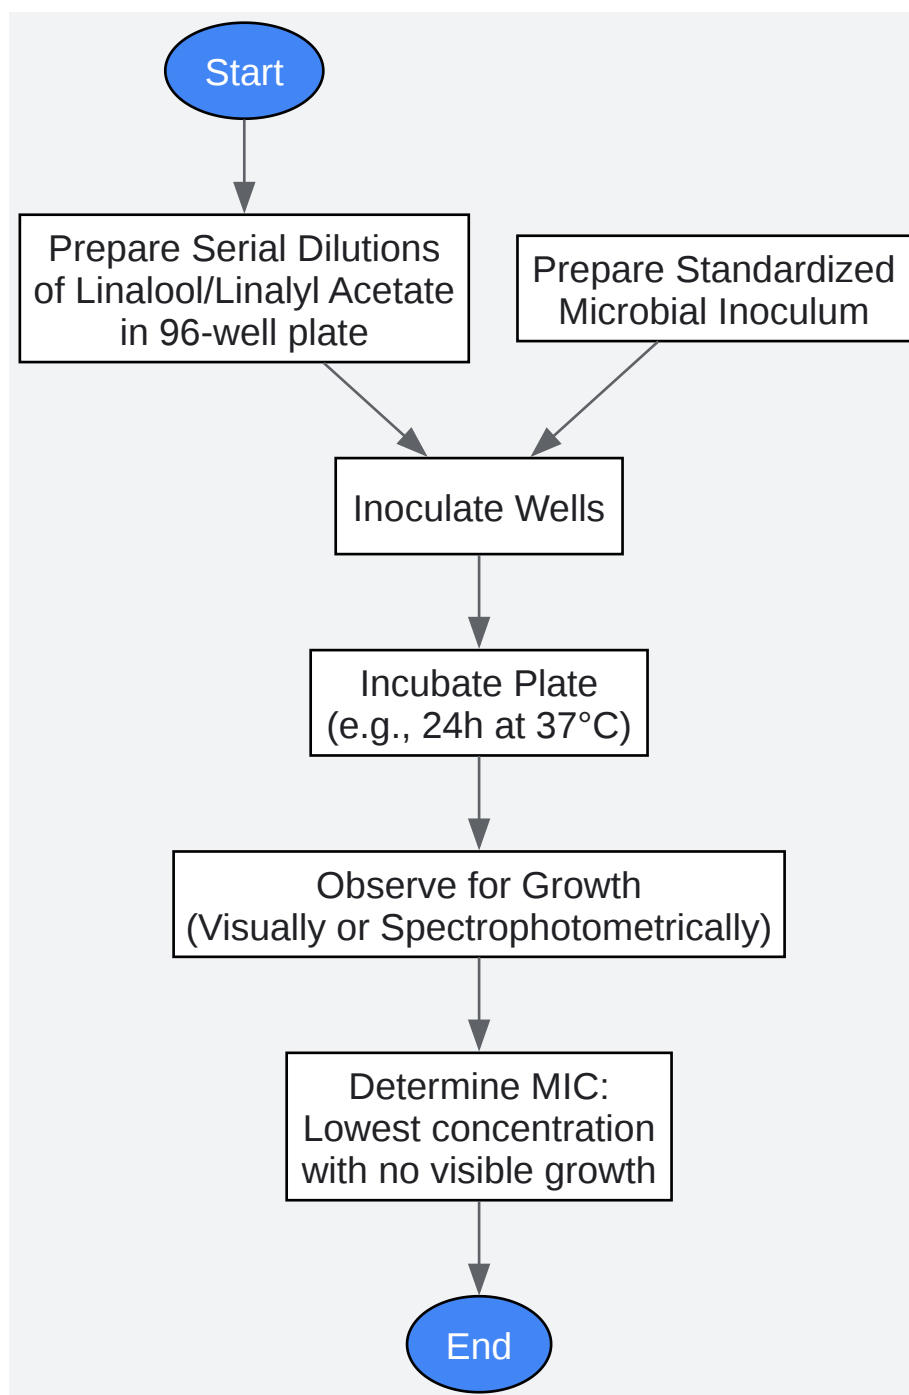 Start
Prepare Serial Dilutions
of Linalool/Linalyl Acetate
in 96-well plate
Prepare Standardized
Microbial Inoculum
Inoculate Wells
Incubate Plate
(e.g., 24h at 37°C)
Observe for Growth
(Visually or Spectrophotometrically)
Determine MIC:
Lowest concentration
with no visible growth
End